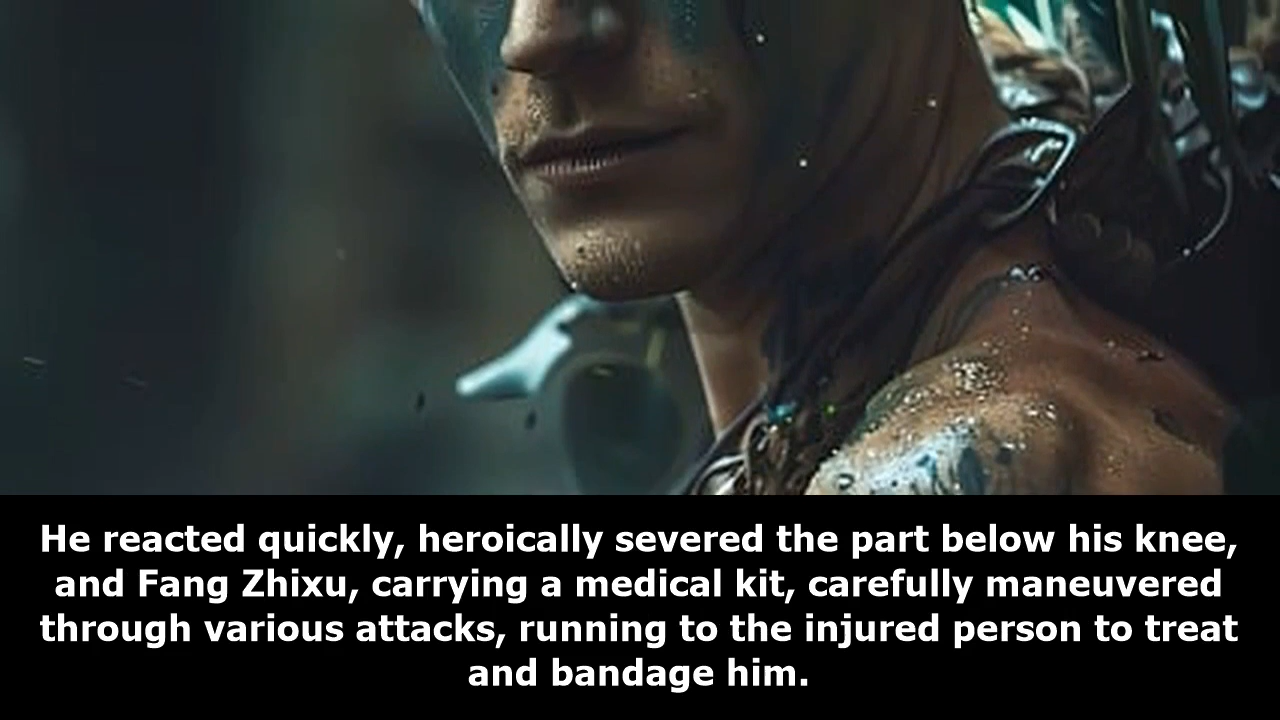 He reacted quickly, heroically severed the part below his knee,
and Fang Zhixu, carrying a medical kit, carefully maneuvered
through various attacks, running to the injured person to treat
and bandage him.